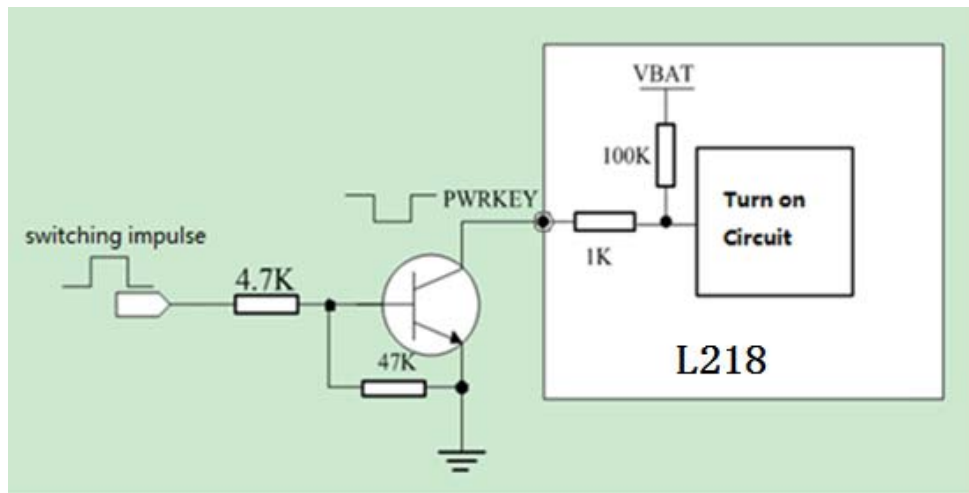 VBAT
100K
Turn on
Circuit
PWRKEY
1K
switching impulse
4.7K
47K
L218